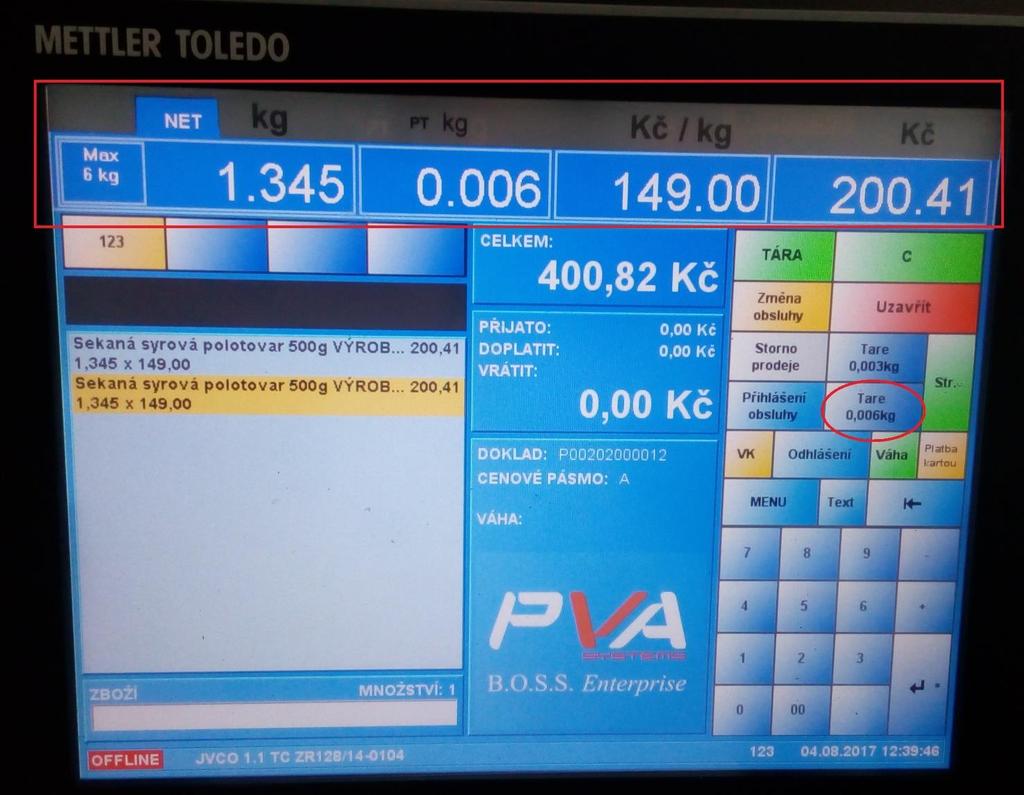 METTLER TOLEDO
NET kg PT kg Kč / kg Kč
Max
6 kg
1.345 0.006 149.00 200.41
123
Sekaná syrová polotovar 500g VÝROB... 200,41
1,345 x 149,00
Sekaná syrová polotovar 500g VÝROB... 200,41
1,345 x 149,00
ZBOŽÍ MNOŽSTVÍ: 1
CELKEM:
400,82 Kč
PŘIJATO: 0,00 Kč
DOPLATIT: 0,00 Kč
VRÁTIT:
0,00 Kč
DOKLAD: P00202000012
CENOVÉ PÁSMO: A
VÁHA:
PVA
SYSTEMS
B.O.S.S. Enterprise
TÁRA C
Změna
obsluhy
Uzavřít
Storno
prodeje
Tare
0,003kg
Str..
Přihlášení
obsluhy
Tare
0,006kg
VK Odhlášení Váha Platba
kartou
MENU Text
7 8 9 -
4 5 6 +
1 2 3
0 00 .
OFFLINE JVCO 1.1 TC ZR128/14-0104 123 04.08.2017 12:39:46